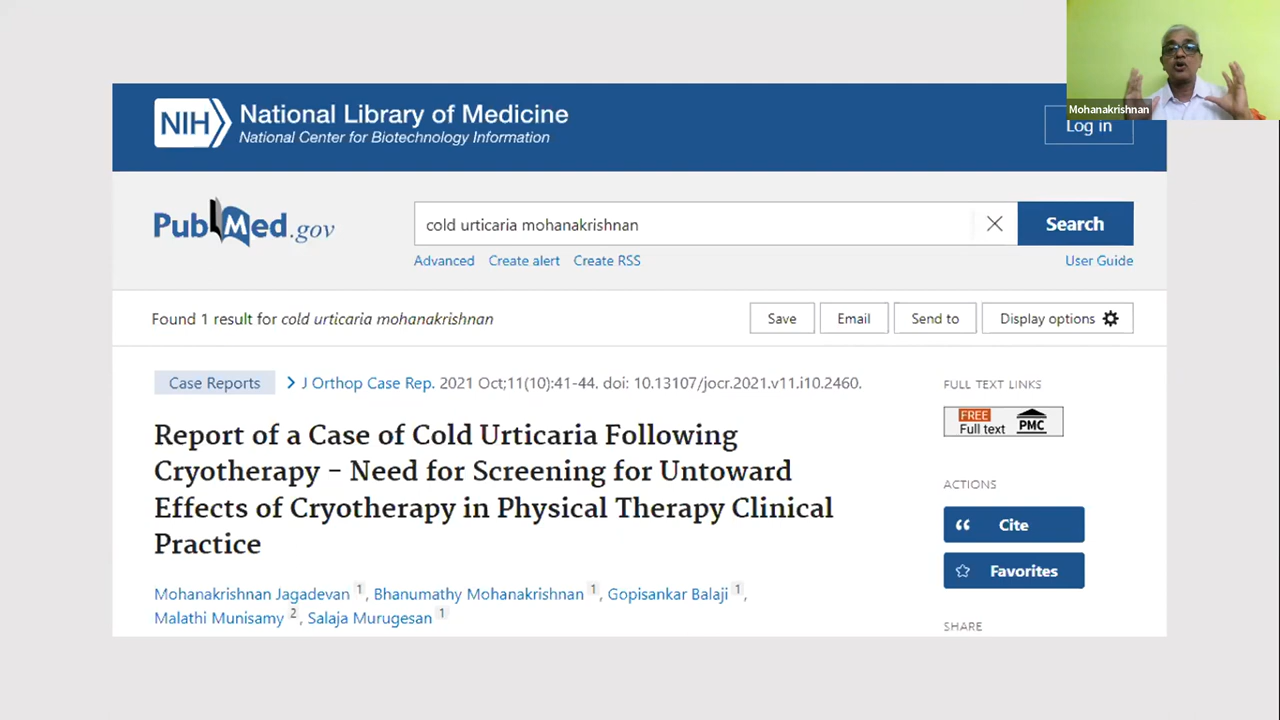 Mohanakrishnan
NIH National Library of Medicine
National Center for Biotechnology Information
Log in
PubMed.gov
cold urticaria mohanakrishnan
Search
Advanced Create alert Create RSS
User Guide
Found 1 result for cold urticaria mohanakrishnan
Save Email Send to Display options
Case Reports J Orthop Case Rep. 2021 Oct;11(10):41-44. doi: 10.13107/jocr.2021.v11.i10.2460.
Report of a Case of Cold Urticaria Following
Cryotherapy – Need for Screening for Untoward
Effects of Cryotherapy in Physical Therapy Clinical
Practice
Mohanakrishnan Jagadevan 1, Bhanumathy Mohanakrishnan 1, Gopisankar Balaji 1,
Malathi Munisamy 2, Salaja Murugesan 1
FULL TEXT LINKS
FREE
Full text PMC
ACTIONS
Cite
Favorites
SHARE